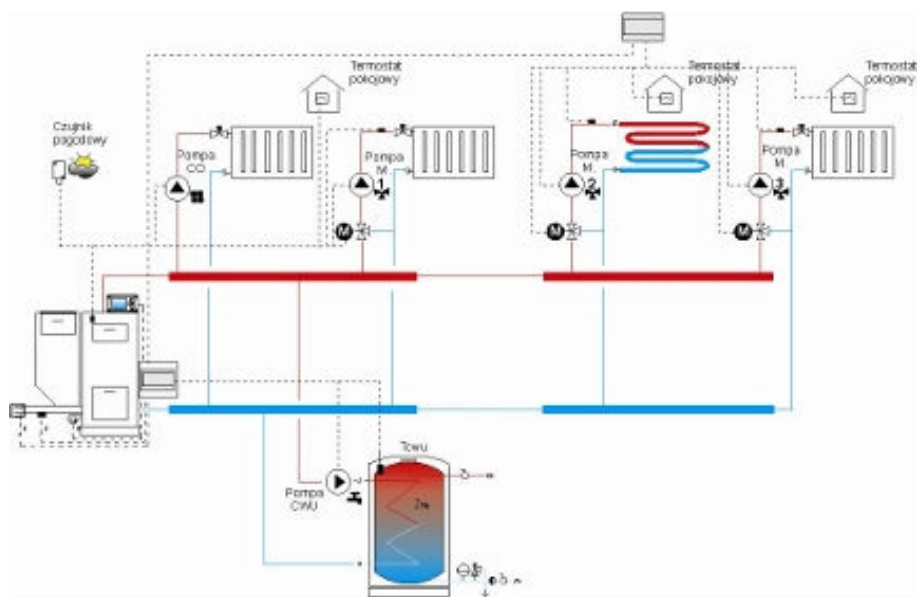 Termostat
pokojowy
Termostat
pokojowy
Termostat
pokojowy
Czujnik
pogodowy
Pompa
CO
Pompa
M.
1
Pompa
M.
2
Pompa
M.
3
M
M
M
Tcwu
Pompa
CWU